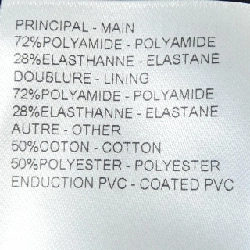 PRINCIPAL - MAIN
72%POLYAMIDE - POLYAMIDE
28%ELASTHANNE - ELASTANE
DOUBLURE - LINING
72%POLYAMIDE - POLYAMIDE
28%ELASTHANNE - ELASTANE
AUTRE - OTHER
50%COTON - COTTON
50%POLYESTER - POLYESTER
ENDUCTION PVC - COATED PVC